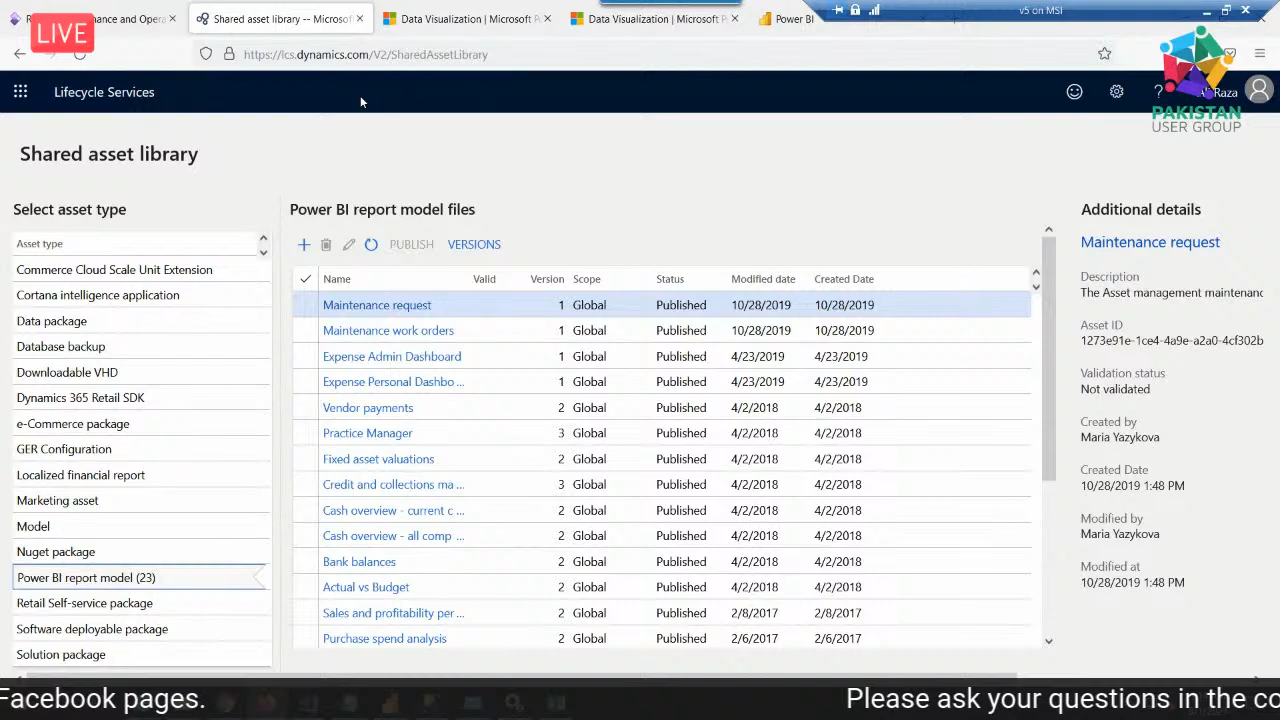 nance and Opera
Shared asset library -- Microsoft
Data Visualization | Microsoft P
Data Visualization | Microsoft P
Power BI
v5 on MSI
LIVE
https://lcs.dynamics.com/V2/SharedAssetLibrary
Lifecycle Services
Raza
PAKISTAN
USER GROUP
Shared asset library
Select asset type
Asset type
Commerce Cloud Scale Unit Extension
Cortana intelligence application
Data package
Database backup
Downloadable VHD
Dynamics 365 Retail SDK
e-Commerce package
GER Configuration
Localized financial report
Marketing asset
Model
Nuget package
Power BI report model (23)
Retail Self-service package
Software deployable package
Solution package
Power BI report model files
PUBLISH VERSIONS
Name Valid Version Scope Status Modified date Created Date
Maintenance request 1 Global Published 10/28/2019 10/28/2019
Maintenance work orders 1 Global Published 10/28/2019 10/28/2019
Expense Admin Dashboard 1 Global Published 4/23/2019 4/23/2019
Expense Personal Dashbo ... 1 Global Published 4/23/2019 4/23/2019
Vendor payments 2 Global Published 4/2/2018 4/2/2018
Practice Manager 3 Global Published 4/2/2018 4/2/2018
Fixed asset valuations 2 Global Published 4/2/2018 4/2/2018
Credit and collections ma ... 3 Global Published 4/2/2018 4/2/2018
Cash overview - current c ... 2 Global Published 4/2/2018 4/2/2018
Cash overview - all comp ... 2 Global Published 4/2/2018 4/2/2018
Bank balances 2 Global Published 4/2/2018 4/2/2018
Actual vs Budget 2 Global Published 4/2/2018 4/2/2018
Sales and profitability per ... 2 Global Published 2/8/2017 2/8/2017
Purchase spend analysis 2 Global Published 2/6/2017 2/6/2017
Additional details
Maintenance request
Description
The Asset management maintenanc
Asset ID
1273e91e-1ce4-4a9e-a2a0-4cf302b
Validation status
Not validated
Created by
Maria Yazykova
Created Date
10/28/2019 1:48 PM
Modified by
Maria Yazykova
Modified at
10/28/2019 1:48 PM
Facebook pages.
Please ask your questions in the co